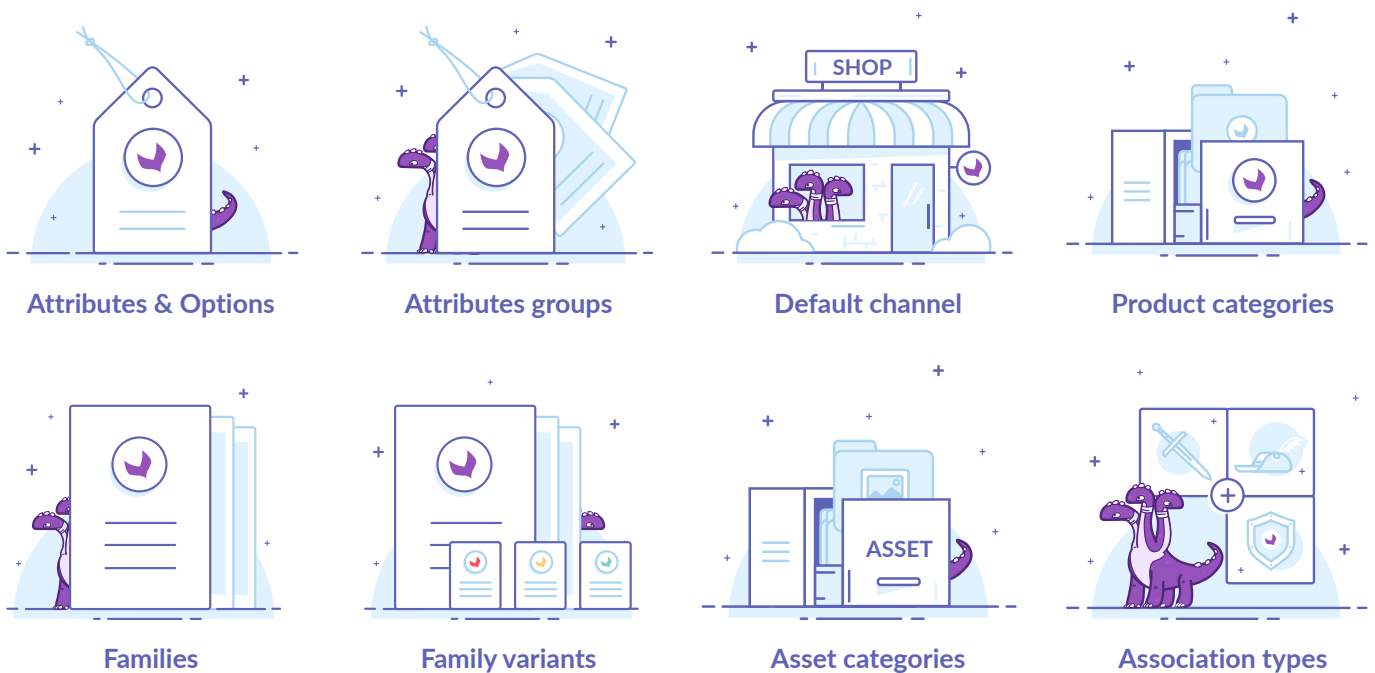 SHOP
Attributes & Options
Attributes groups
Default channel
Product categories
ASSET
Families
Family variants
Asset categories
Association types